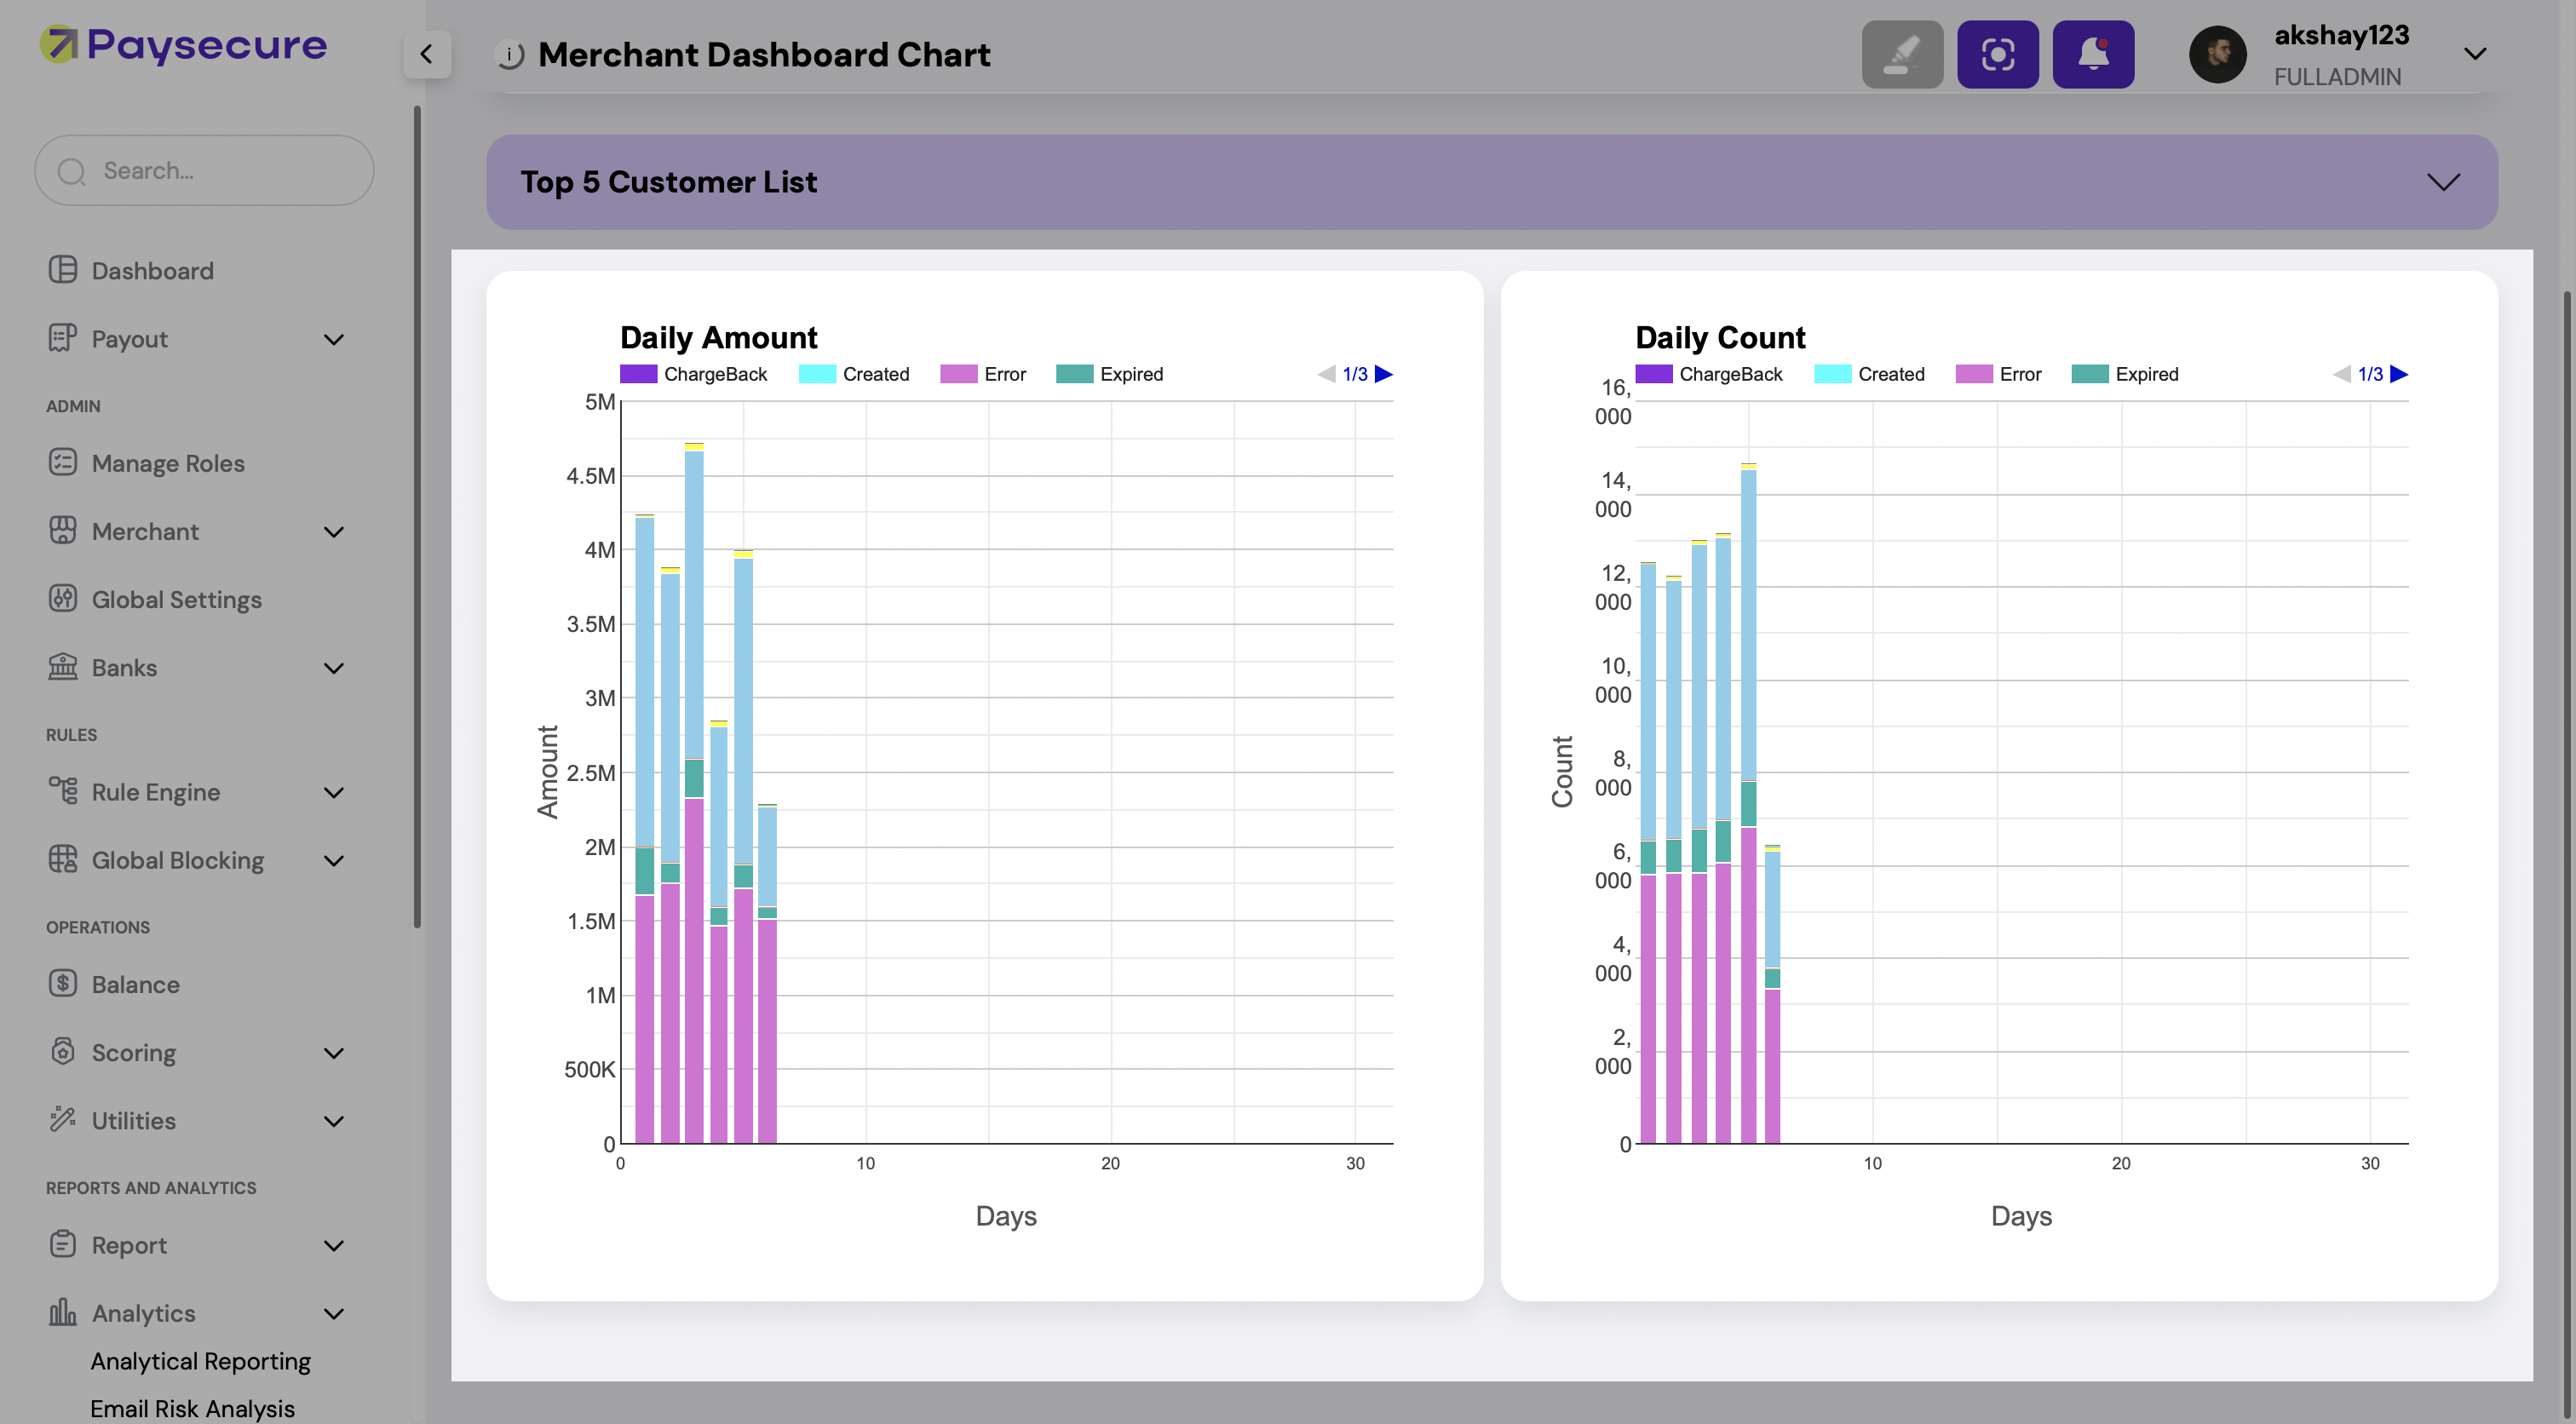 Paysecure
Search...
Dashboard
Payout
ADMIN
Manage Roles
Merchant
Global Settings
Banks
RULES
Rule Engine
Global Blocking
OPERATIONS
Balance
Scoring
Utilities
REPORTS AND ANALYTICS
Report
Analytics
Analytical Reporting
Email Risk Analysis
i Merchant Dashboard Chart
akshay123
FULLADMIN
Top 5 Customer List
Daily Amount
ChargeBack Created Error Expired 1/3
5M
4.5M
4M
3.5M
3M
2.5M
2M
1.5M
1M
500K
0
Amount
0 10 20 30
Days
Daily Count
ChargeBack Created Error Expired 1/3
16,
000
14,
000
12,
000
10,
000
8,
000
6,
000
4,
000
2,
000
0
Count
10 20 30
Days